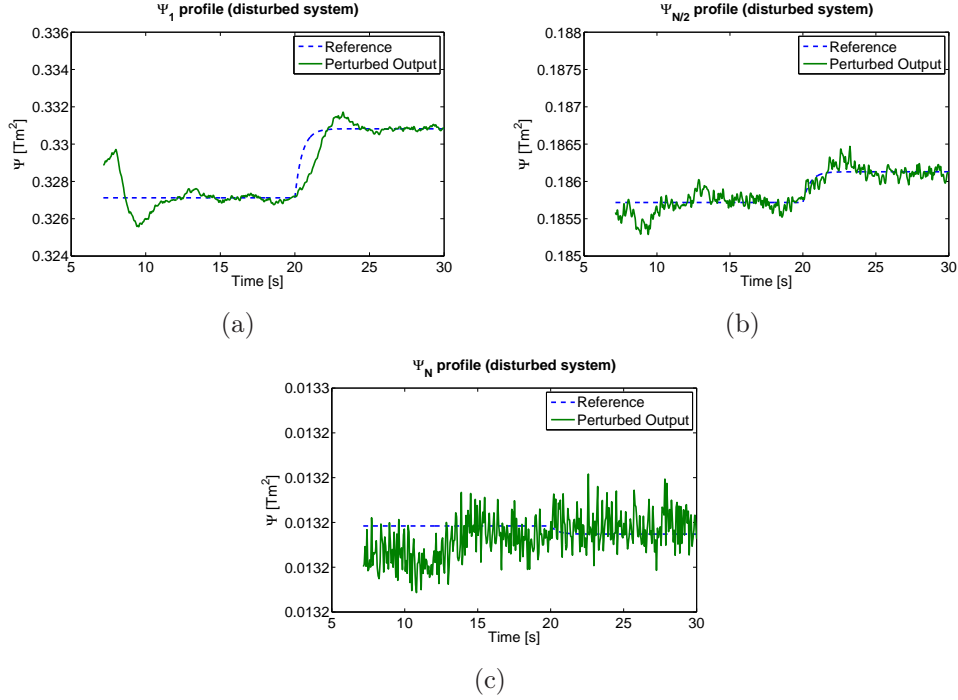 Ψ1 profile (disturbed system)
0.336
0.334
0.332
0.33
0.328
0.326
0.324
Ψ [Tm2]
5 10 15 20 25 30
Time [s]
Reference
Perturbed Output
(a)
ΨN/2 profile (disturbed system)
0.188
0.1875
0.187
0.1865
0.186
0.1855
0.185
Ψ [Tm2]
5 10 15 20 25 30
Time [s]
Reference
Perturbed Output
(b)
ΨN profile (disturbed system)
0.0133
0.0132
0.0132
0.0132
0.0132
0.0132
Ψ [Tm2]
5 10 15 20 25 30
Time [s]
Reference
Perturbed Output
(c)